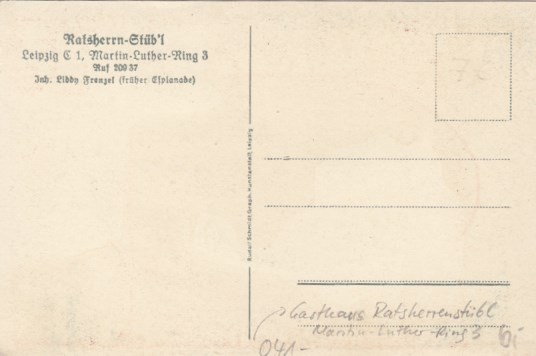 Ratsherrn-Stüb'l
Leipzig C 1, Martin-Luther-Ring 3
Ruf 209 37
Inh. Libby Frenzel (früher Esplanade)
Gasthaus Ratsherrenstübl
Martin-Luther-Ring 3